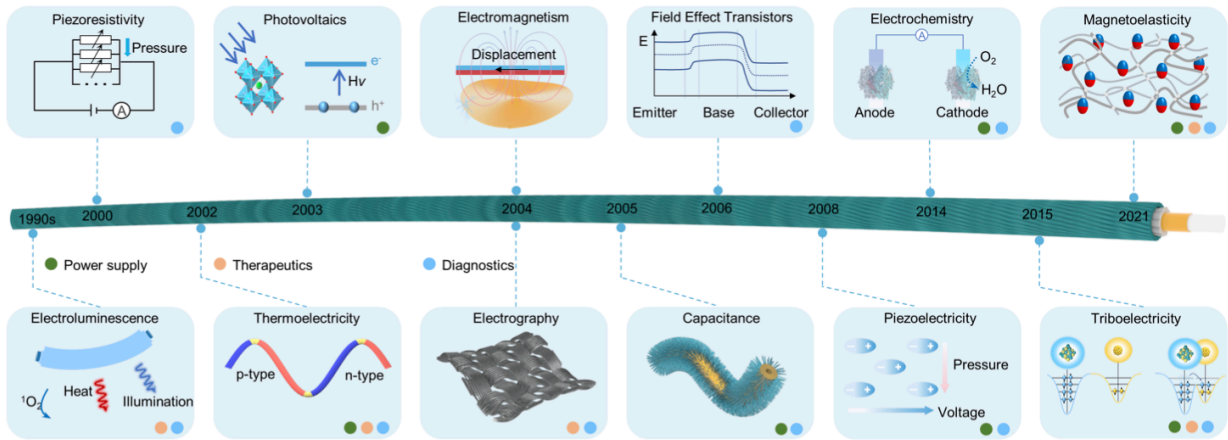 Piezoresistivity
Pressure
A
Photovoltaics
e-
Hν
h+
Electromagnetism
Displacement
Field Effect Transistors
E
Emitter Base Collector
Electrochemistry
A
O2
H2O
Anode Cathode
Magnetoelasticity
1990s 2000 2002 2003 2004 2005 2006 2008 2014 2015 2021
Power supply Therapeutics Diagnostics
Electroluminescence
1O2
Heat
Illumination
Thermoelectricity
p-type n-type
Electrography
Capacitance
Piezoelectricity
Pressure
Voltage
Triboelectricity